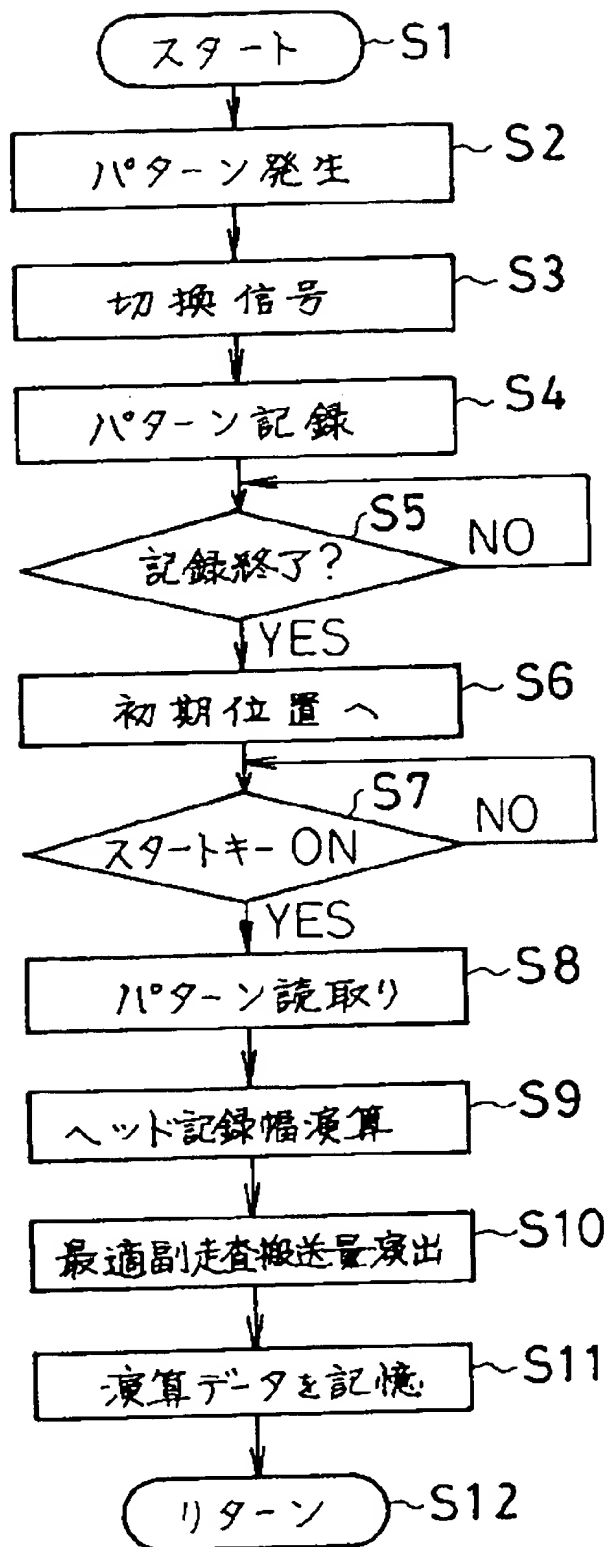 スタート S1
パターン発生 S2
切換信号 S3
パターン記録 S4
S5
記録終了? NO
YES
初期位置へ S6
S7
スタートキーON NO
YES
パターン読取り S8
ヘッド記録幅演算 S9
最適副走査搬送量演出 S10
演算データを記憶 S11
リターン S12